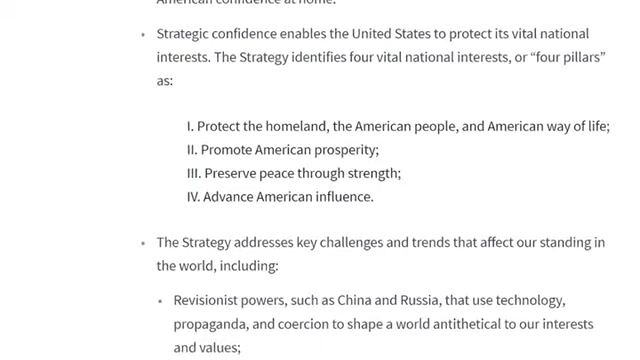 American confidence at home.
• Strategic confidence enables the United States to protect its vital national
interests. The Strategy identifies four vital national interests, or “four pillars”
as:
I. Protect the homeland, the American people, and American way of life;
II. Promote American prosperity;
III. Preserve peace through strength;
IV. Advance American influence.
• The Strategy addresses key challenges and trends that affect our standing in
the world, including:
• Revisionist powers, such as China and Russia, that use technology,
propaganda, and coercion to shape a world antithetical to our interests
and values;